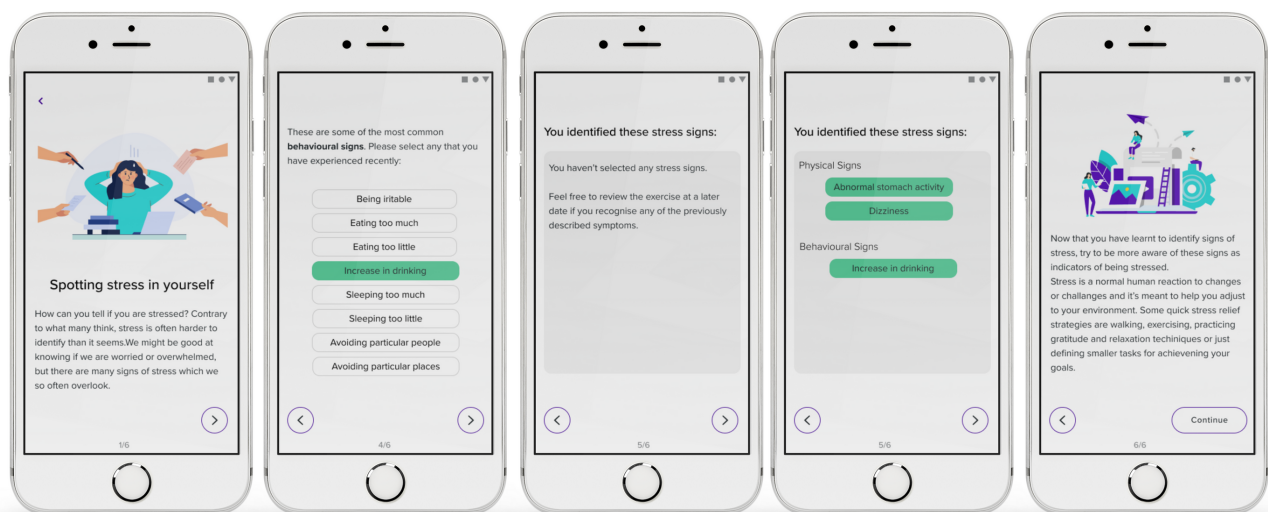 Spotting stress in yourself
How can you tell if you are stressed? Contrary
to what many think, stress is often harder to
identify than it seems.We might be good at
knowing if we are worried or overwhelmed,
but there are many signs of stress which we
so often overlook.
1/6
These are some of the most common
behavioural signs. Please select any that you
have experienced recently:
Being iritable
Eating too much
Eating too little
Increase in drinking
Sleeping too much
Sleeping too little
Avoiding particular people
Avoiding particular places
4/6
You identified these stress signs:
You haven't selected any stress signs.
Feel free to review the exercise at a later
date if you recognise any of the previously
described symptoms.
5/6
You identified these stress signs:
Physical Signs
Abnormal stomach activity
Dizziness
Behavioural Signs
Increase in drinking
5/6
Now that you have learnt to identify signs of
stress, try to be more aware of these signs as
indicators of being stressed.
Stress is a normal human reaction to changes
or challanges and it's meant to help you adjust
to your environment. Some quick stress relief
strategies are walking, exercising, practicing
gratitude and relaxation techiniques or just
defining smaller tasks for achievening your
goals.
Continue
6/6